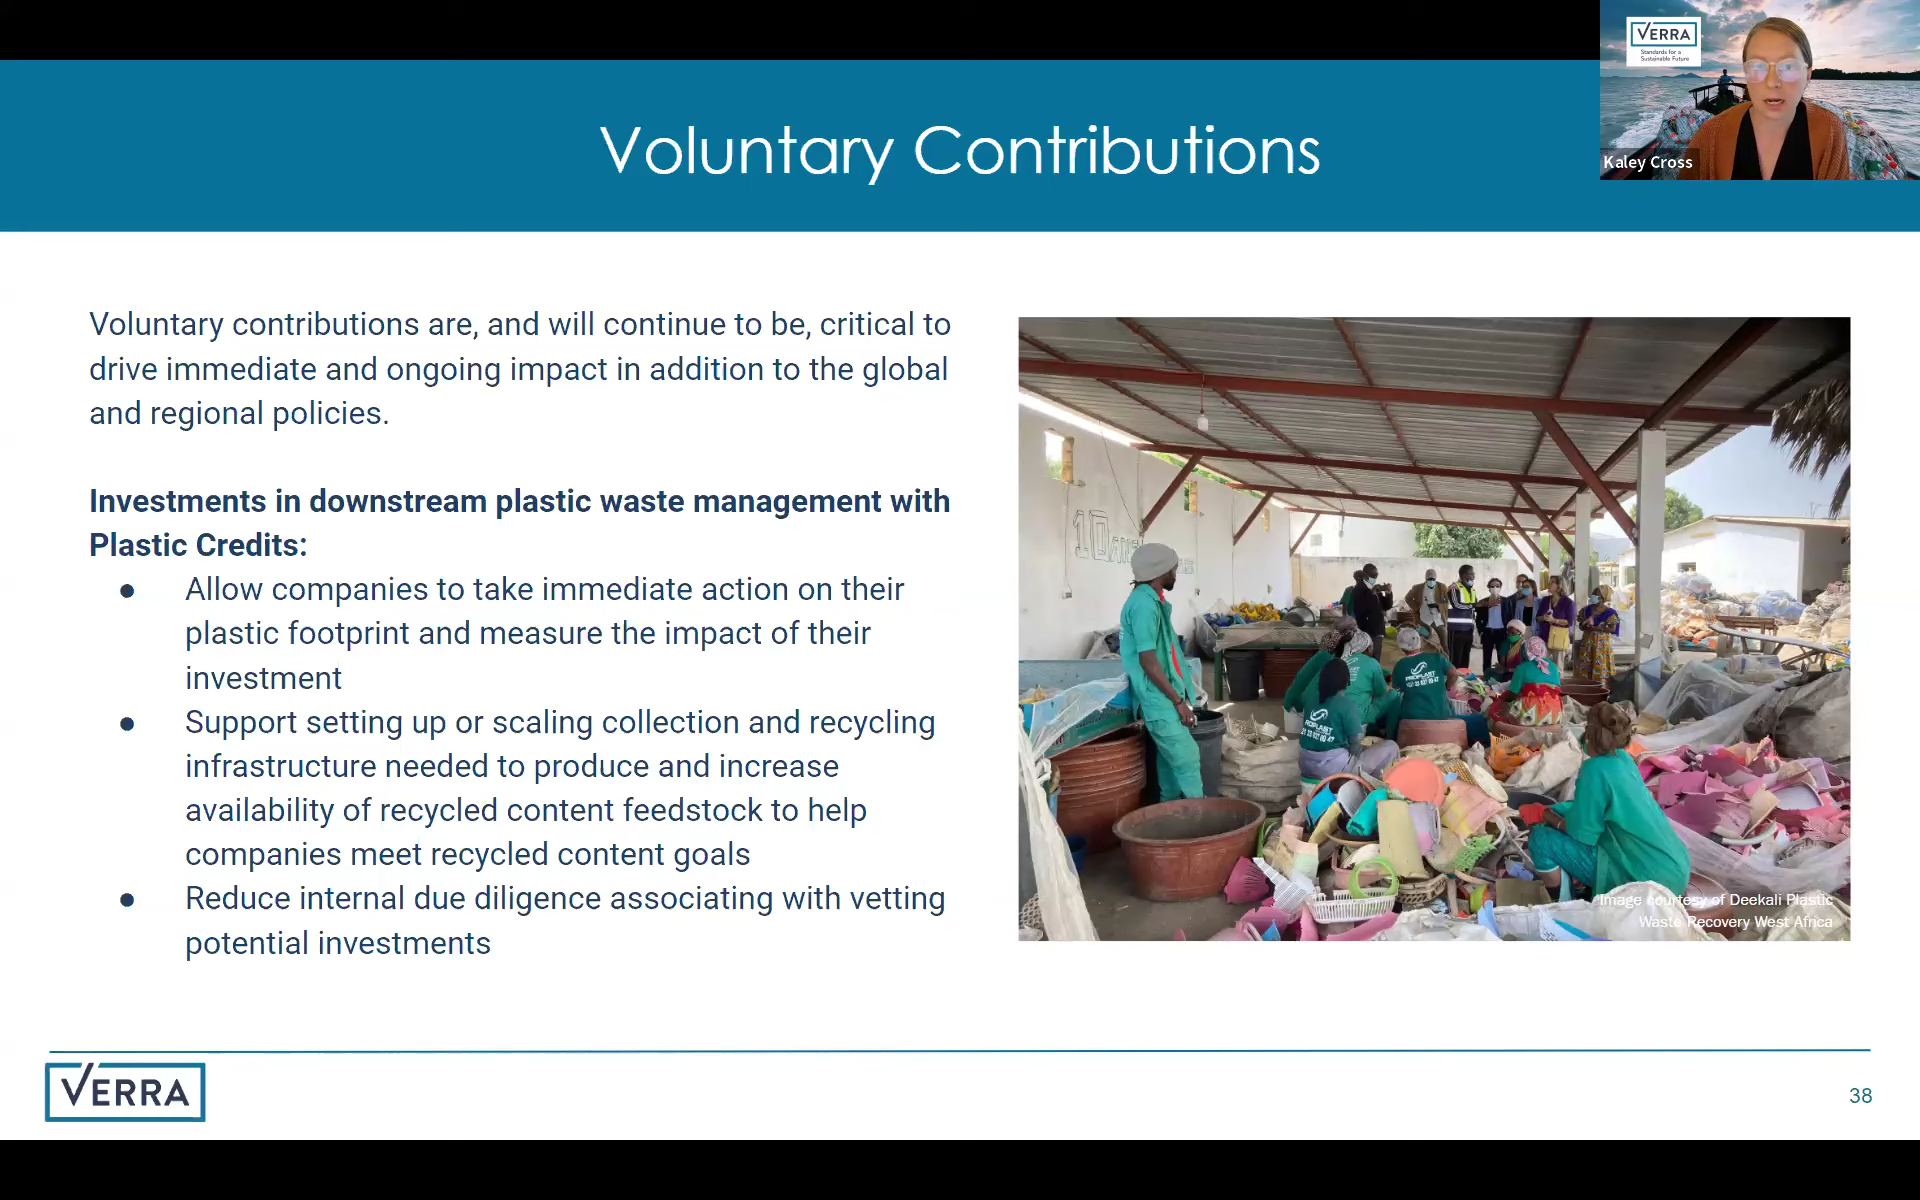 VERRA
Standards for a
Sustainable Future
Kaley Cross
Voluntary Contributions
Voluntary contributions are, and will continue to be, critical to
drive immediate and ongoing impact in addition to the global
and regional policies.
Investments in downstream plastic waste management with
Plastic Credits:
● Allow companies to take immediate action on their
plastic footprint and measure the impact of their
investment
● Support setting up or scaling collection and recycling
infrastructure needed to produce and increase
availability of recycled content feedstock to help
companies meet recycled content goals
● Reduce internal due diligence associating with vetting
potential investments
PROPLAST
Image courtesy of Deekali Plastic
Waste Recovery West Africa
VERRA
38